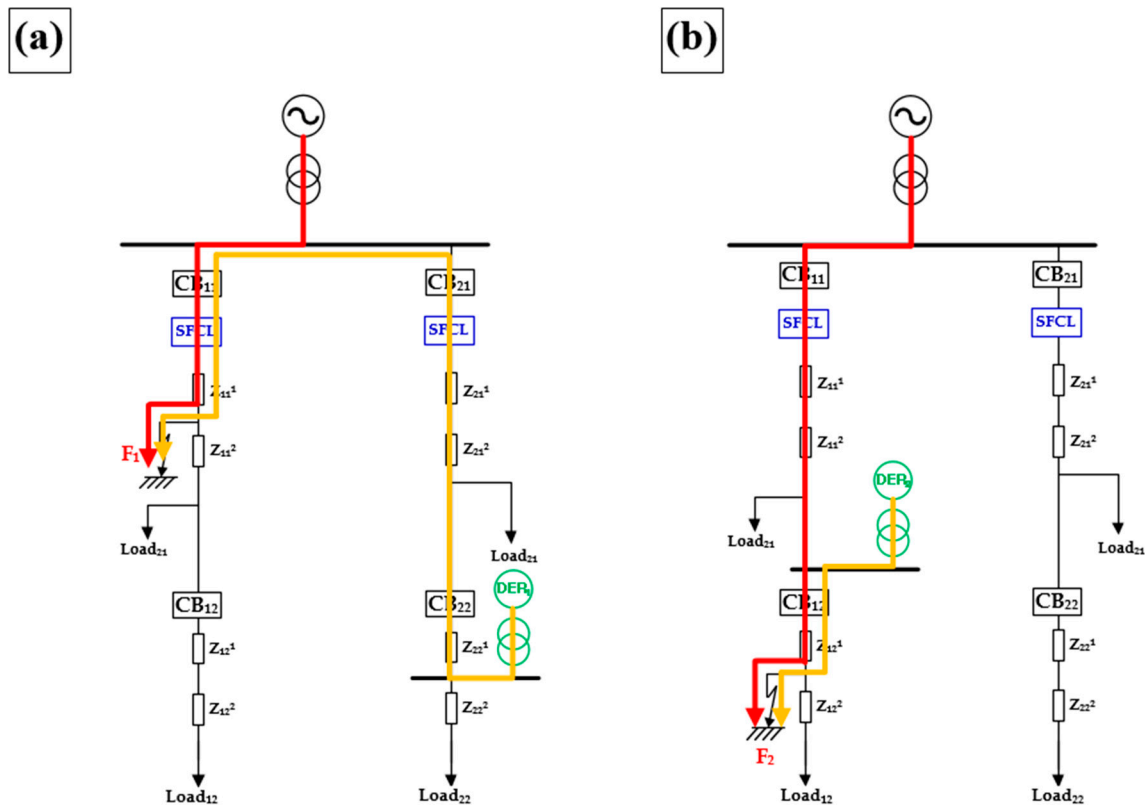 (a)
CB₁₁
CB₂₁
SFCL
SFCL
Z₁₁¹
Z₂₁¹
F₁
Z₁₁²
Z₂₁²
Load₂₁
Load₂₁
DER₁
CB₁₂
CB₂₂
Z₁₂¹
Z₂₂¹
Z₁₂²
Z₂₂²
Load₁₂
Load₂₂
(b)
CB₁₁
CB₂₁
SFCL
SFCL
Z₁₁¹
Z₂₁¹
Z₁₁²
Z₂₁²
DER₂
Load₂₁
Load₂₁
CB₁₂
CB₂₂
Z₁₂¹
Z₂₂¹
Z₁₂²
Z₂₂²
F₂
Load₁₂
Load₂₂